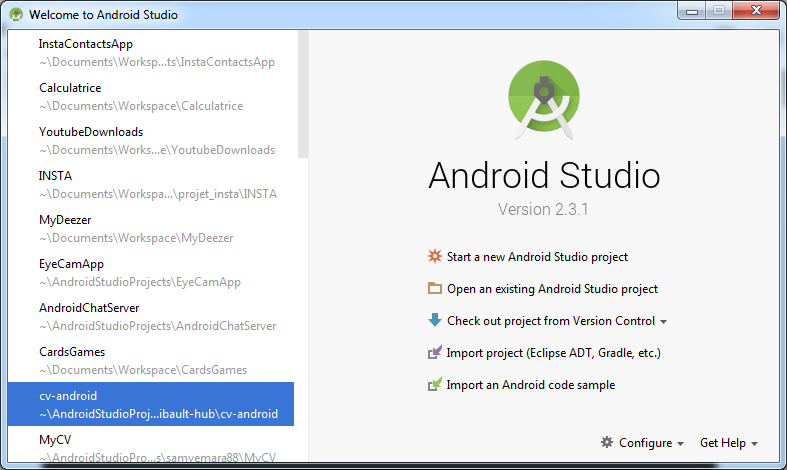 Welcome to Android Studio
InstaContactsApp
~\Documents\Worksp...ts\InstaContactsApp
Calculatrice
~\Documents\Workspace\Calculatrice
YoutubeDownloads
~\Documents\Works...e\YoutubeDownloads
INSTA
~\Documents\Workspa...\projet_insta\INSTA
MyDeezer
~\Documents\Workspace\MyDeezer
EyeCamApp
~\AndroidStudioProjects\EyeCamApp
AndroidChatServer
~\AndroidStudioProjects\AndroidChatServer
CardsGames
~\Documents\Workspace\CardsGames
cv-android
~\AndroidStudioProj...ibault-hub\cv-android
MyCV
~\AndroidStudioPro...s\samvemara88\MyCV
Android Studio
Version 2.3.1
Start a new Android Studio project
Open an existing Android Studio project
Check out project from Version Control
Import project (Eclipse ADT, Gradle, etc.)
Import an Android code sample
Configure
Get Help